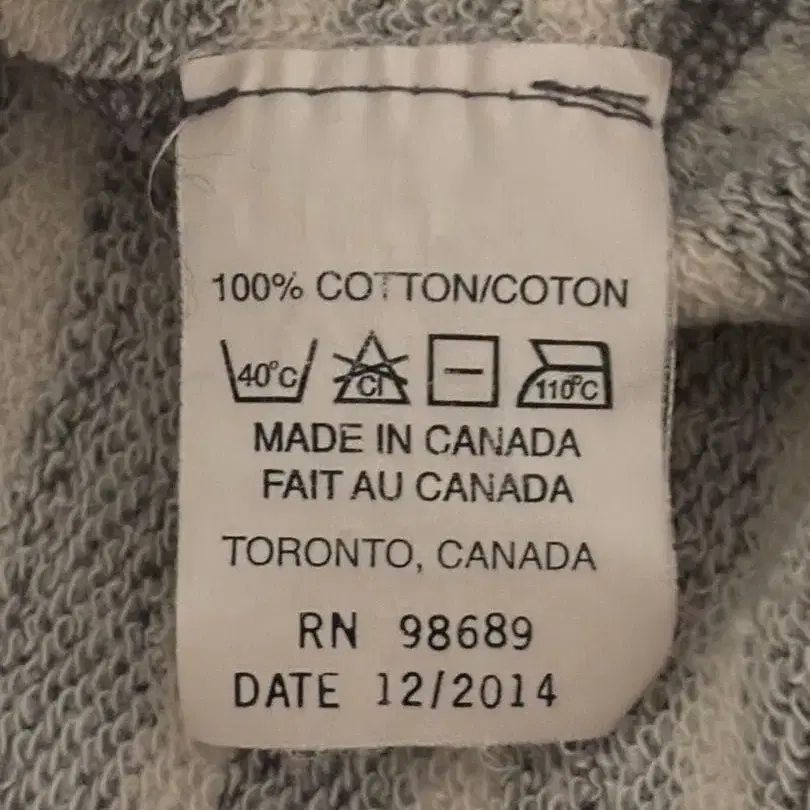 100% COTTON/COTON
40°C Cl 110°C
MADE IN CANADA
FAIT AU CANADA
TORONTO, CANADA
RN 98689
DATE 12/2014